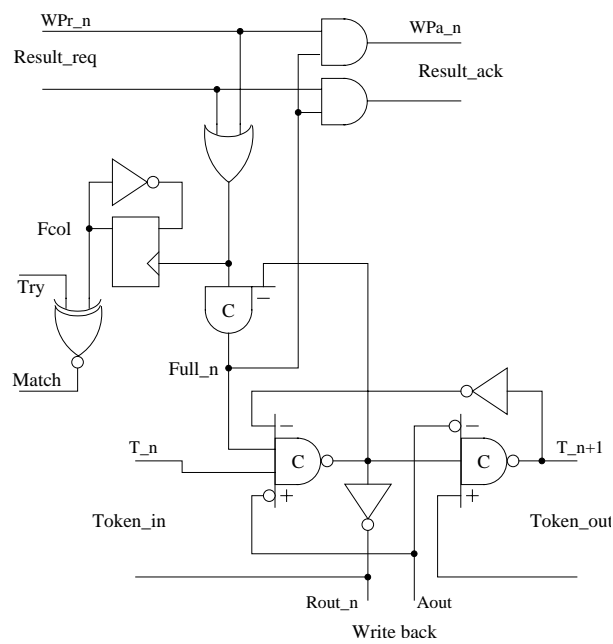 WPr_n
WPa_n
Result_req
Result_ack
Fcol
Try
C
−
Match
Full_n
−
−
T_n
C
C
T_n+1
+
+
Token_in
Token_out
Rout_n
Aout
Write back